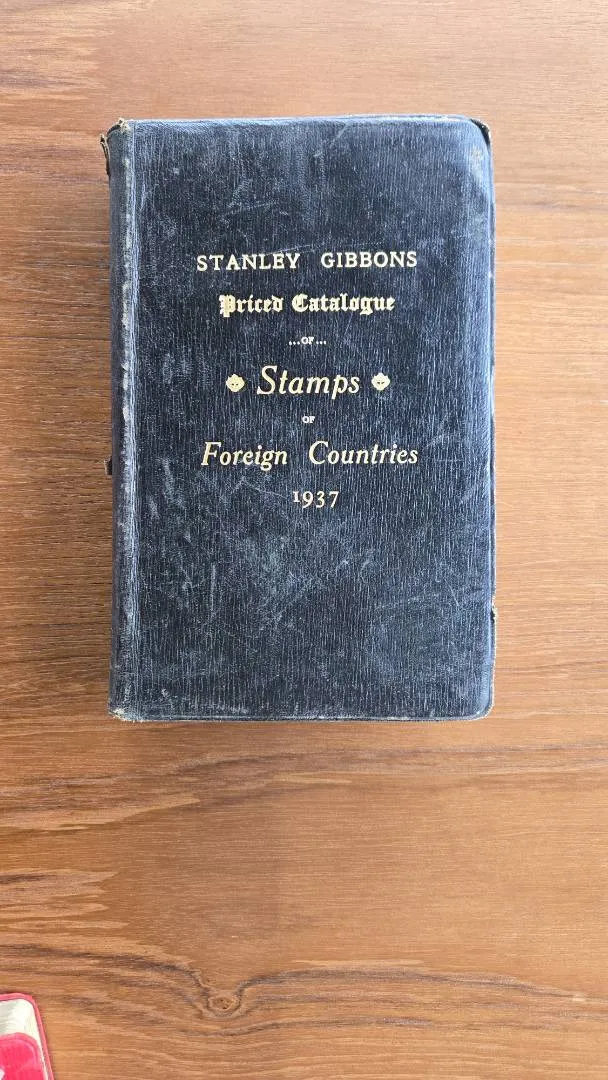 STANLEY GIBBONS
Priced Catalogue
...OF...
Stamps
OF
Foreign Countries
1937